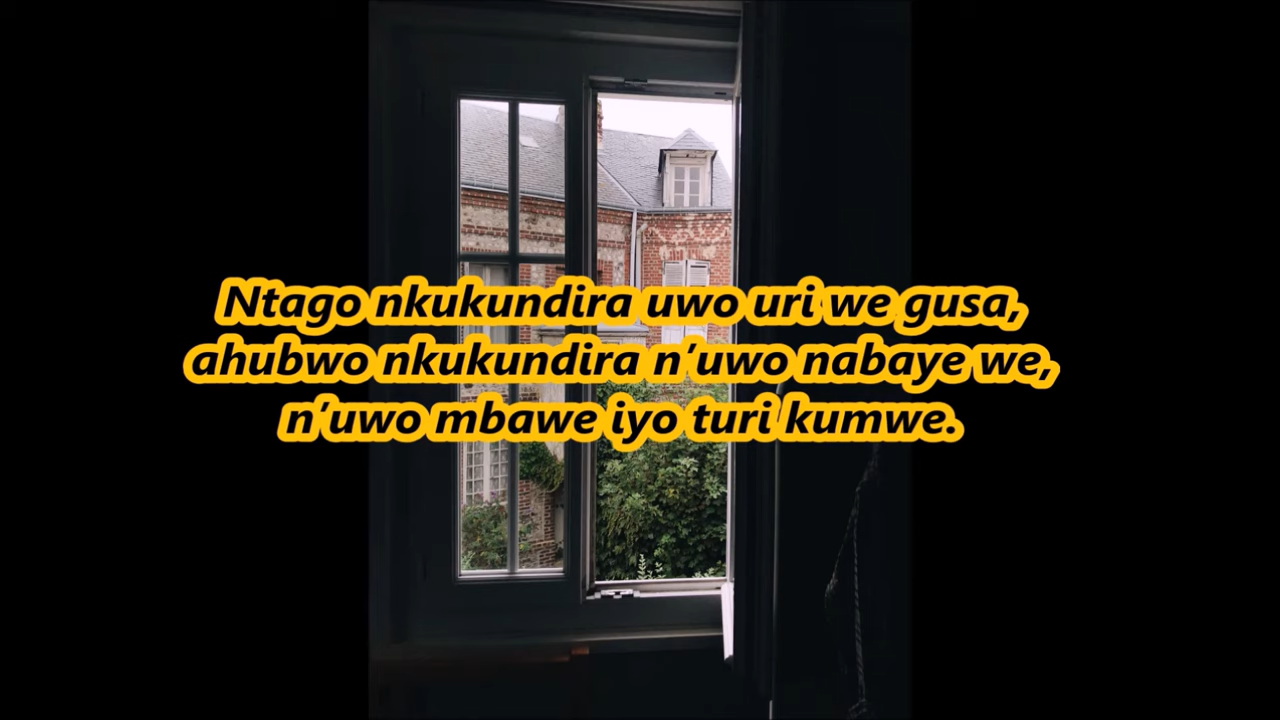 Ntago nkukundira uwo uri we gusa,
ahubwo nkukundira n’uwo nabaye we,
n’uwo mbawe iyo turi kumwe.